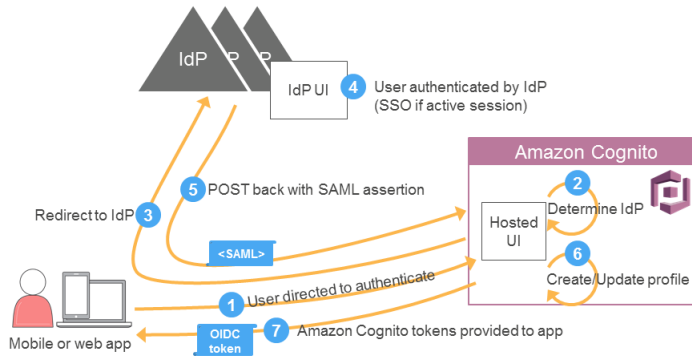 IdP
P
P
IdP UI
4
User authenticated by IdP
(SSO if active session)
Amazon Cognito
5
POST back with SAML assertion
2
Determine IdP
Redirect to IdP
3
Hosted
UI
<SAML>
6
Create/Update profile
1
User directed to authenticate
Mobile or web app
OIDC
token
7
Amazon Cognito tokens provided to app